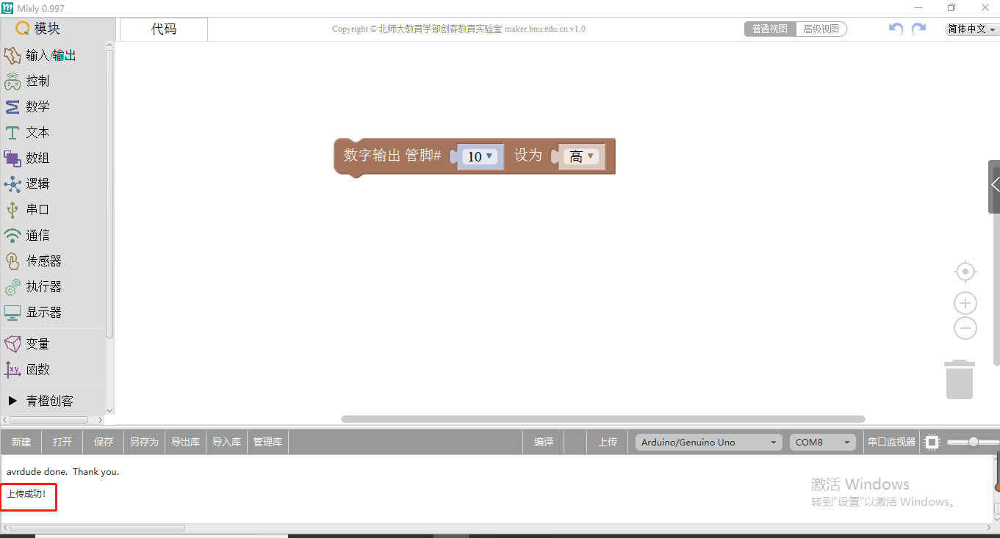 Mixly 0.997
模块
代码
Copyright © 北师大教育学部创客教育实验室 maker.bnu.edu.cn v1.0
普通视图 高级视图
简体中文
输入/输出
控制
数学
文本
数组
逻辑
串口
通信
传感器
执行器
显示器
变量
函数
青橙创客
数字输出 管脚# 10 设为 高
新建 打开 保存 另存为 导出库 导入库 管理库 编译 上传 Arduino/Genuino Uno COM8 串口监视器
avrdude done. Thank you.
上传成功!
激活 Windows
转到"设置"以激活 Windows。